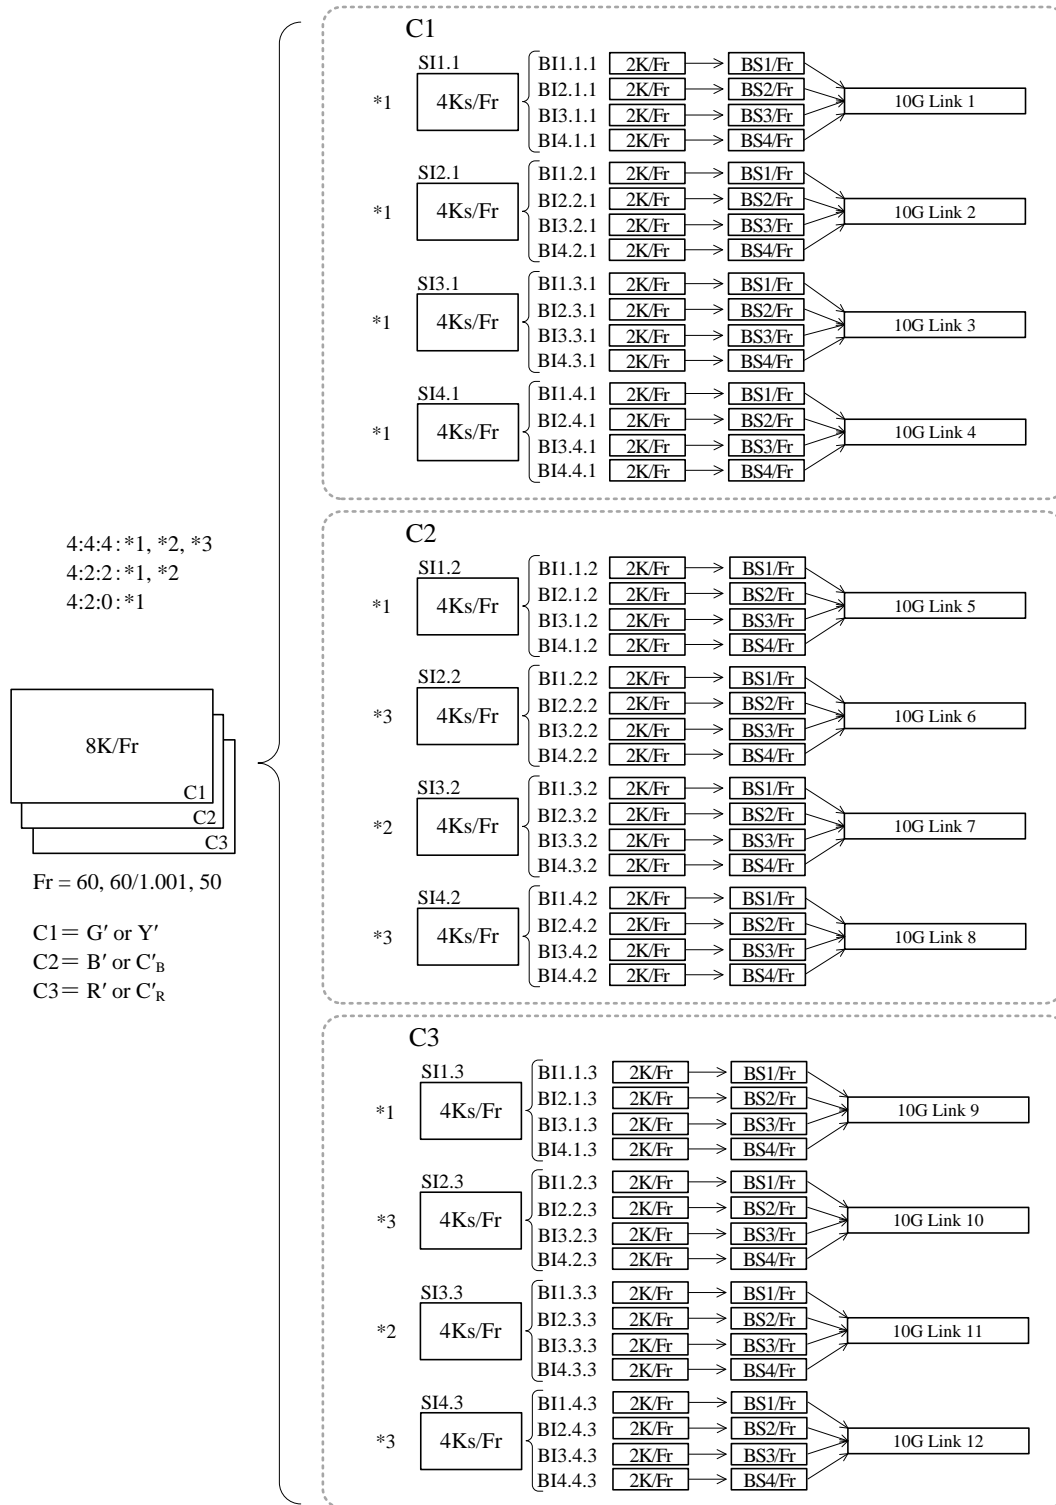 C1
SI1.1
*1
4Ks/Fr
BI1.1.1 2K/Fr BS1/Fr
BI2.1.1 2K/Fr BS2/Fr
BI3.1.1 2K/Fr BS3/Fr
BI4.1.1 2K/Fr BS4/Fr
10G Link 1
SI2.1
*1
4Ks/Fr
BI1.2.1 2K/Fr BS1/Fr
BI2.2.1 2K/Fr BS2/Fr
BI3.2.1 2K/Fr BS3/Fr
BI4.2.1 2K/Fr BS4/Fr
10G Link 2
SI3.1
*1
4Ks/Fr
BI1.3.1 2K/Fr BS1/Fr
BI2.3.1 2K/Fr BS2/Fr
BI3.3.1 2K/Fr BS3/Fr
BI4.3.1 2K/Fr BS4/Fr
10G Link 3
SI4.1
*1
4Ks/Fr
BI1.4.1 2K/Fr BS1/Fr
BI2.4.1 2K/Fr BS2/Fr
BI3.4.1 2K/Fr BS3/Fr
BI4.4.1 2K/Fr BS4/Fr
10G Link 4
4:4:4: *1, *2, *3
4:2:2: *1, *2
4:2:0: *1
8K/Fr
C1
C2
C3
Fr = 60, 60/1.001, 50
C1= G′ or Y′
C2= B′ or C′B
C3= R′ or C′R
C2
SI1.2
*1
4Ks/Fr
BI1.1.2 2K/Fr BS1/Fr
BI2.1.2 2K/Fr BS2/Fr
BI3.1.2 2K/Fr BS3/Fr
BI4.1.2 2K/Fr BS4/Fr
10G Link 5
SI2.2
*3
4Ks/Fr
BI1.2.2 2K/Fr BS1/Fr
BI2.2.2 2K/Fr BS2/Fr
BI3.2.2 2K/Fr BS3/Fr
BI4.2.2 2K/Fr BS4/Fr
10G Link 6
SI3.2
*2
4Ks/Fr
BI1.3.2 2K/Fr BS1/Fr
BI2.3.2 2K/Fr BS2/Fr
BI3.3.2 2K/Fr BS3/Fr
BI4.3.2 2K/Fr BS4/Fr
10G Link 7
SI4.2
*3
4Ks/Fr
BI1.4.2 2K/Fr BS1/Fr
BI2.4.2 2K/Fr BS2/Fr
BI3.4.2 2K/Fr BS3/Fr
BI4.4.2 2K/Fr BS4/Fr
10G Link 8
C3
SI1.3
*1
4Ks/Fr
BI1.1.3 2K/Fr BS1/Fr
BI2.1.3 2K/Fr BS2/Fr
BI3.1.3 2K/Fr BS3/Fr
BI4.1.3 2K/Fr BS4/Fr
10G Link 9
SI2.3
*3
4Ks/Fr
BI1.2.3 2K/Fr BS1/Fr
BI2.2.3 2K/Fr BS2/Fr
BI3.2.3 2K/Fr BS3/Fr
BI4.2.3 2K/Fr BS4/Fr
10G Link 10
SI3.3
*2
4Ks/Fr
BI1.3.3 2K/Fr BS1/Fr
BI2.3.3 2K/Fr BS2/Fr
BI3.3.3 2K/Fr BS3/Fr
BI4.3.3 2K/Fr BS4/Fr
10G Link 11
SI4.3
*3
4Ks/Fr
BI1.4.3 2K/Fr BS1/Fr
BI2.4.3 2K/Fr BS2/Fr
BI3.4.3 2K/Fr BS3/Fr
BI4.4.3 2K/Fr BS4/Fr
10G Link 12